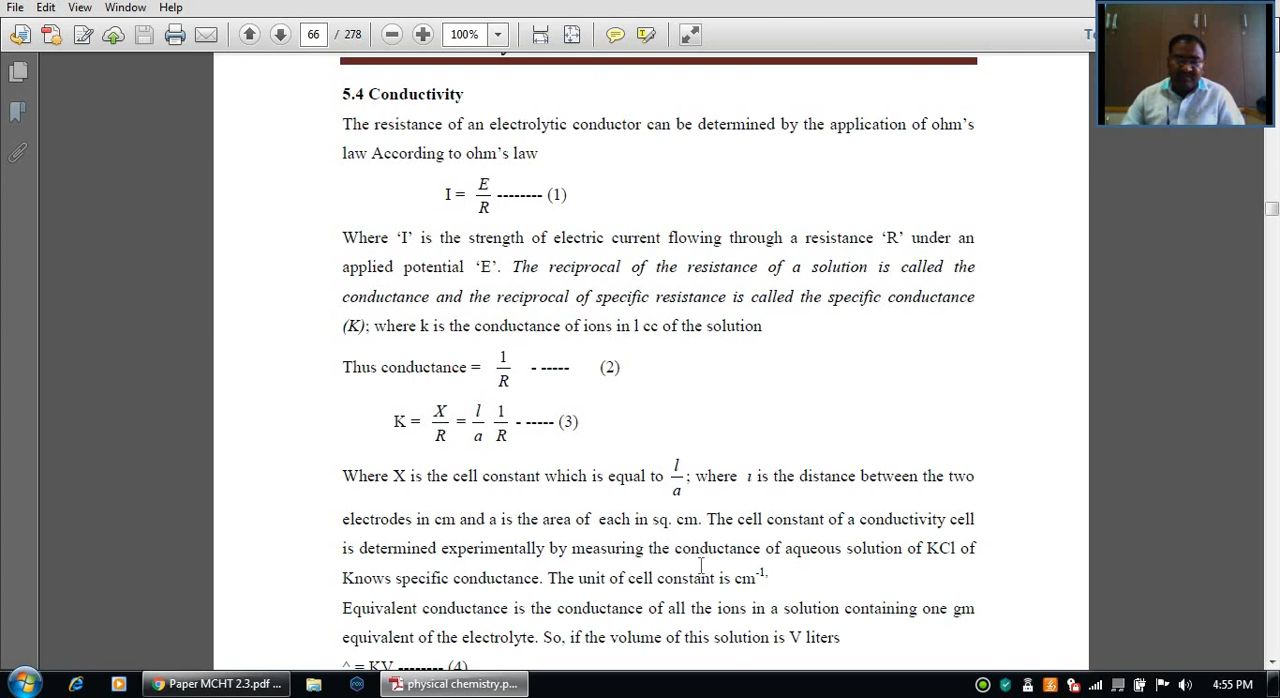 File Edit View Window Help
66 / 278 100%
5.4 Conductivity
The resistance of an electrolytic conductor can be determined by the application of ohm’s
law According to ohm’s law
I = E/R -------- (1)
Where ‘I’ is the strength of electric current flowing through a resistance ‘R’ under an
applied potential ‘E’. The reciprocal of the resistance of a solution is called the
conductance and the reciprocal of specific resistance is called the specific conductance
(K); where k is the conductance of ions in l cc of the solution
Thus conductance = 1/R - ----- (2)
K = X/R = l/a 1/R - ----- (3)
Where X is the cell constant which is equal to l/a; where ı is the distance between the two
electrodes in cm and a is the area of each in sq. cm. The cell constant of a conductivity cell
is determined experimentally by measuring the conductance of aqueous solution of KCl of
Knows specific conductance. The unit of cell constant is cm-1,
Equivalent conductance is the conductance of all the ions in a solution containing one gm
equivalent of the electrolyte. So, if the volume of this solution is V liters
^ = KV -------- (4)
Paper MCHT 2.3.pdf ... physical chemistry.p... 4:55 PM